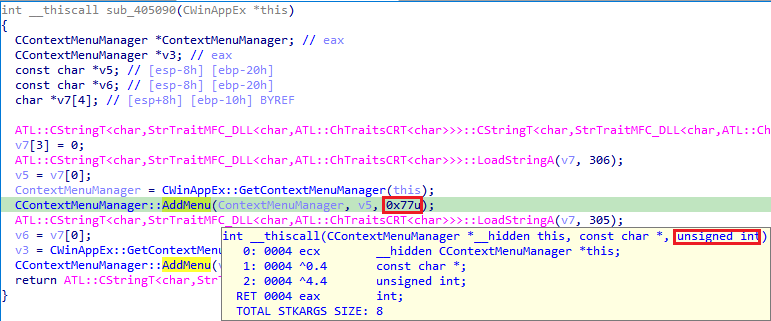 int __thiscall sub_405090(CWinAppEx *this)
{
CContextMenuManager *ContextMenuManager; // eax
CContextMenuManager *v3; // eax
const char *v5; // [esp-8h] [ebp-20h]
const char *v6; // [esp-8h] [ebp-20h]
char *v7[4]; // [esp+8h] [ebp-10h] BYREF
ATL::CStringT<char,StrTraitMFC_DLL<char,ATL::ChTraitsCRT<char>>>::CStringT<char,StrTraitMFC_DLL<char,ATL::Ch
v7[3] = 0;
ATL::CStringT<char,StrTraitMFC_DLL<char,ATL::ChTraitsCRT<char>>>::LoadStringA(v7, 306);
v5 = v7[0];
ContextMenuManager = CWinAppEx::GetContextMenuManager(this);
CContextMenuManager::AddMenu(ContextMenuManager, v5, 0x77u);
ATL::CStringT<char,StrTraitMFC_DLL<char,ATL::ChTraitsCRT<char>>>::LoadStringA(v7, 305);
v6 = v7[0];
v3 = CWinAppEx::GetConte
CContextMenuManager::AddMenu(
return ATL::CStringT<char,StrT
}
int __thiscall(CContextMenuManager *__hidden this, const char *, unsigned int)
0: 0004 ecx __hidden CContextMenuManager *this;
1: 0004 ^0.4 const char *;
2: 0004 ^4.4 unsigned int;
RET 0004 eax int;
TOTAL STKARGS SIZE: 8